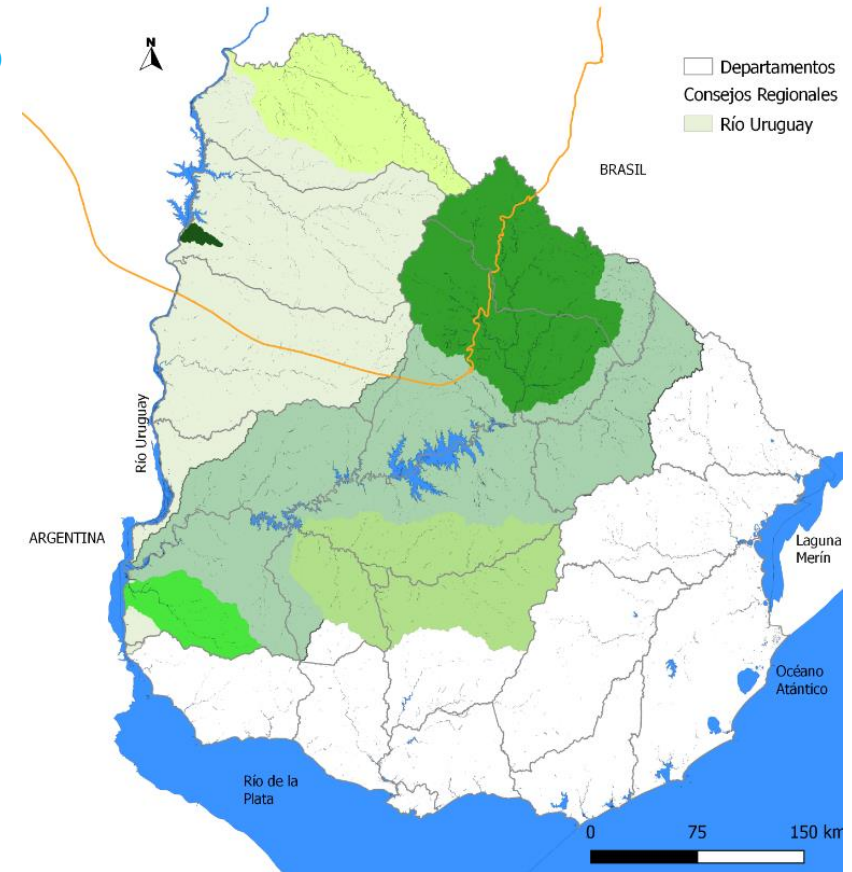 N
Departamentos
Consejos Regionales
Río Uruguay
BRASIL
Río Uruguay
ARGENTINA
Laguna
Merín
Océano
Atántico
Río de la
Plata
0 75 150 km